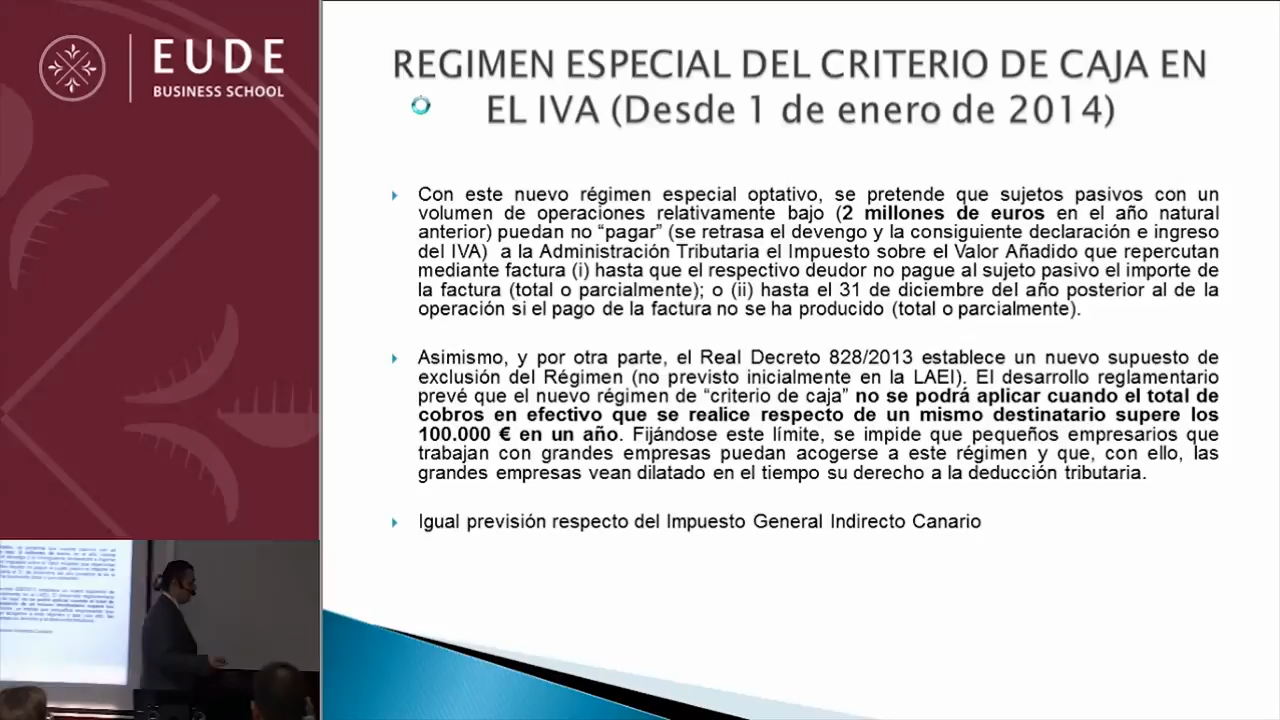 EUDE
BUSINESS SCHOOL
REGIMEN ESPECIAL DEL CRITERIO DE CAJA EN
EL IVA (Desde 1 de enero de 2014)
Con este nuevo régimen especial optativo, se pretende que sujetos pasivos con un
volumen de operaciones relativamente bajo (2 millones de euros en el año natural
anterior) puedan no “pagar” (se retrasa el devengo y la consiguiente declaración e ingreso
del IVA) a la Administración Tributaria el Impuesto sobre el Valor Añadido que repercutan
mediante factura (i) hasta que el respectivo deudor no pague al sujeto pasivo el importe de
la factura (total o parcialmente); o (ii) hasta el 31 de diciembre del año posterior al de la
operación si el pago de la factura no se ha producido (total o parcialmente).
Asimismo, y por otra parte, el Real Decreto 828/2013 establece un nuevo supuesto de
exclusión del Régimen (no previsto inicialmente en la LAEI). El desarrollo reglamentario
prevé que el nuevo régimen de “criterio de caja” no se podrá aplicar cuando el total de
cobros en efectivo que se realice respecto de un mismo destinatario supere los
100.000 € en un año. Fijándose este límite, se impide que pequeños empresarios que
trabajan con grandes empresas puedan acogerse a este régimen y que, con ello, las
grandes empresas vean dilatado en el tiempo su derecho a la deducción tributaria.
Igual previsión respecto del Impuesto General Indirecto Canario